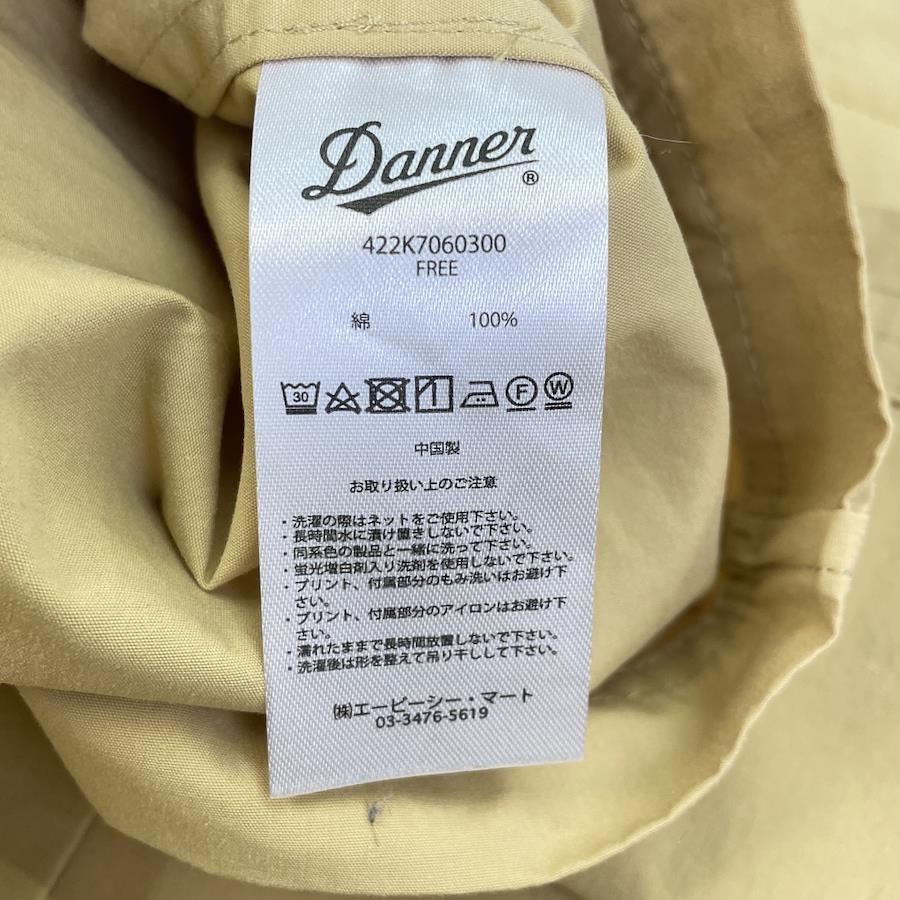 Danner®
422K7060300
FREE
綿 100%
30 F W
中国製
お取り扱い上のご注意
・洗濯の際はネットをご使用下さい。
・長時間水に漬け置きしないで下さい。
・同系色の製品と一緒に洗って下さい。
・蛍光増白剤入り洗剤を使用しないで下さい。
・プリント、付属部分のもみ洗いはお避け下
さい。
・プリント、付属部分のアイロンはお避け下
さい。
・濡れたままで長時間放置しないで下さい。
・洗濯後は形を整えて吊り干しして下さい。
㈱エービーシー・マート
03-3476-5619